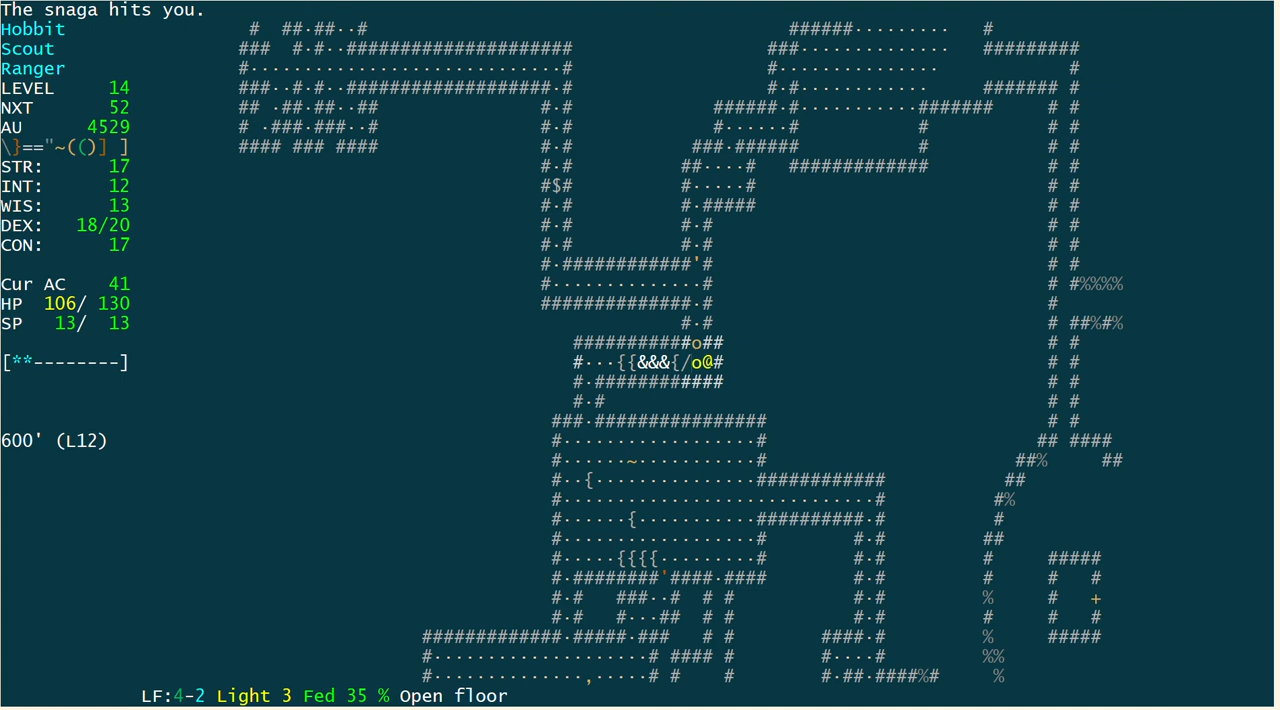 The snaga hits you.
Hobbit # ##·##··# ######········· #
Scout ### #·#··##################### ###·············· #########
Ranger #·····························# #··············· #
LEVEL 14 ###··#·#··###################·# #·#············ ####### #
NXT 52 ## ·##·##··## #·# ######·#···········####### # #
AU 4529 # ·###·###··# #·# #······# # # #
\}=="~(()] ] #### ### #### #·# ###·###### # # #
STR: 17 #·# ##····# ############# # #
INT: 12 #$# #·····# # #
WIS: 13 #·# #·##### # #
DEX: 18/20 #·# #·# # #
CON: 17 #·# #·# # #
#·############'# # #
Cur AC 41 #·············# # #%%%%
HP 106/ 130 ##############·# #
SP 13/ 13 #·# # ##%#%
###########o## # #
[**--------] #···{{&&&{/o@# # #
#·############ # #
#·# # #
###·################ # #
600' (L12) #··················# ## ####
#······~···········# ##% ##
#··{···············############ ##
#····························# #%
#······{···········##########·# #
#··················# #·# ##
#·····{{{{·········# #·# # #####
#·########'####·#### #·# # # #
#·# ###··# # # #·# % # +
#·# #···## # # #·# # # #
#############·#####·### # # ####·# % #####
#····················# #### # #····# %%
#··············,·····# # # #·##·####%# %
LF:4-2 Light 3 Fed 35 % Open floor